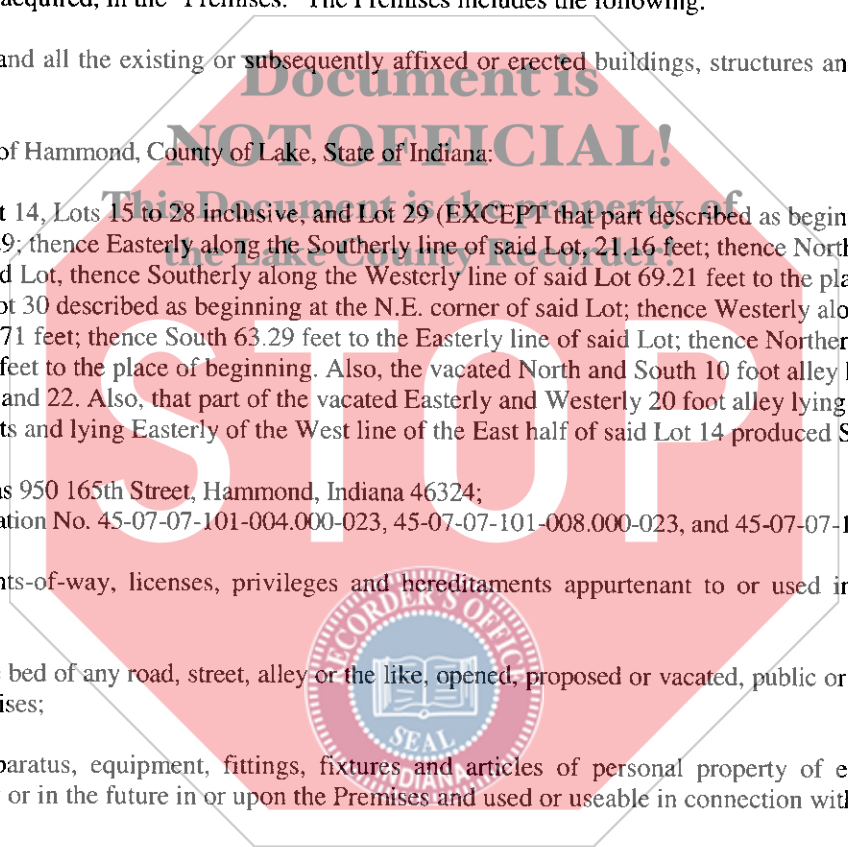 acquired, in the "Premises." The Premises includes the following:
and all the existing or subsequently affixed or erected buildings, structures an
Document is
NOT OFFICIAL!
of Hammond, County of Lake, State of Indiana:
This Document is the property of
the Lake County Recorder!
t 14, Lots 15 to 28 inclusive, and Lot 29 (EXCEPT that part described as begin
9; thence Easterly along the Southerly line of said Lot, 21.16 feet; thence North
d Lot, thence Southerly along the Westerly line of said Lot 69.21 feet to the pla
ot 30 described as beginning at the N.E. corner of said Lot; thence Westerly alo
71 feet; thence South 63.29 feet to the Easterly line of said Lot; thence Norther
feet to the place of beginning. Also, the vacated North and South 10 foot alley l
and 22. Also, that part of the vacated Easterly and Westerly 20 foot alley lying
ts and lying Easterly of the West line of the East half of said Lot 14 produced S
STOP
as 950 165th Street, Hammond, Indiana 46324;
ation No. 45-07-07-101-004.000-023, 45-07-07-101-008.000-023, and 45-07-07-1
nts-of-way, licenses, privileges and hereditaments appurtenant to or used in
RECORDER'S OFFICE
bed of any road, street, alley or the like, opened, proposed or vacated, public or
ises;
SEAL
INDIANA
paratus, equipment, fittings, fixtures and articles of personal property of e
or in the future in or upon the Premises and used or useable in connection with